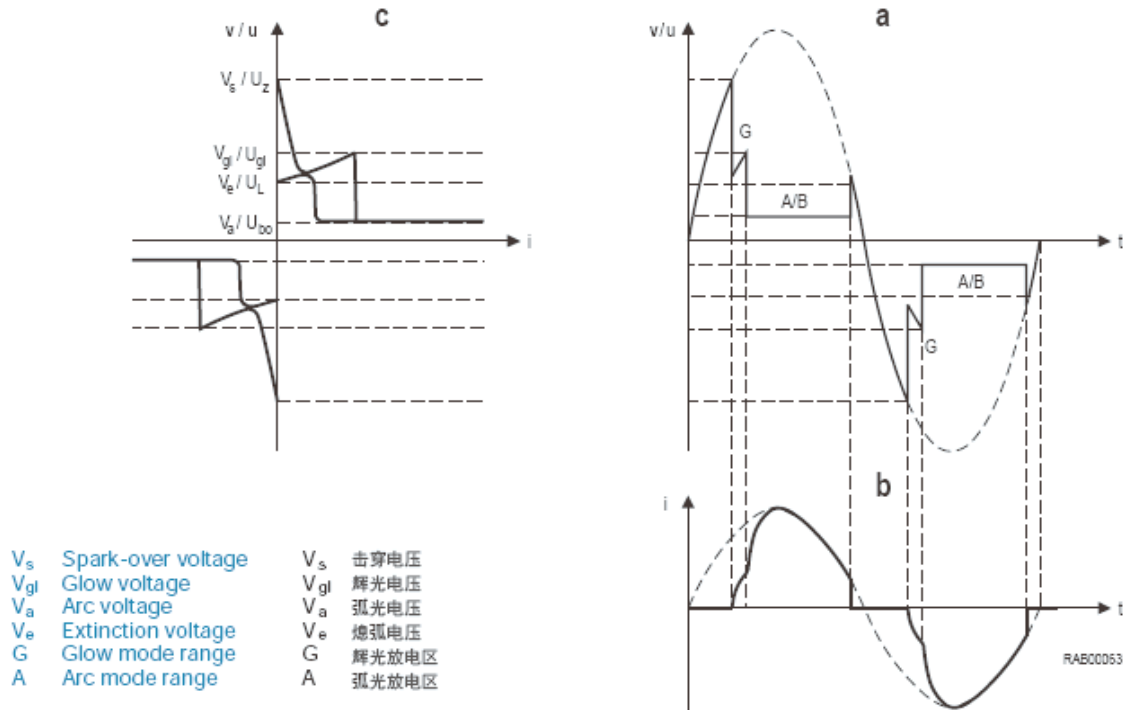 c
v / u
Vs / Uz
Vgl / Ugl
Ve / UL
Va / Ubo
i
a
v/u
G
A/B
t
A/B
G
b
i
t
RAB00063
Vs Spark-over voltage
Vgl Glow voltage
Va Arc voltage
Ve Extinction voltage
G Glow mode range
A Arc mode range
Vs 击穿电压
Vgl 辉光电压
Va 弧光电压
Ve 熄弧电压
G 辉光放电区
A 弧光放电区